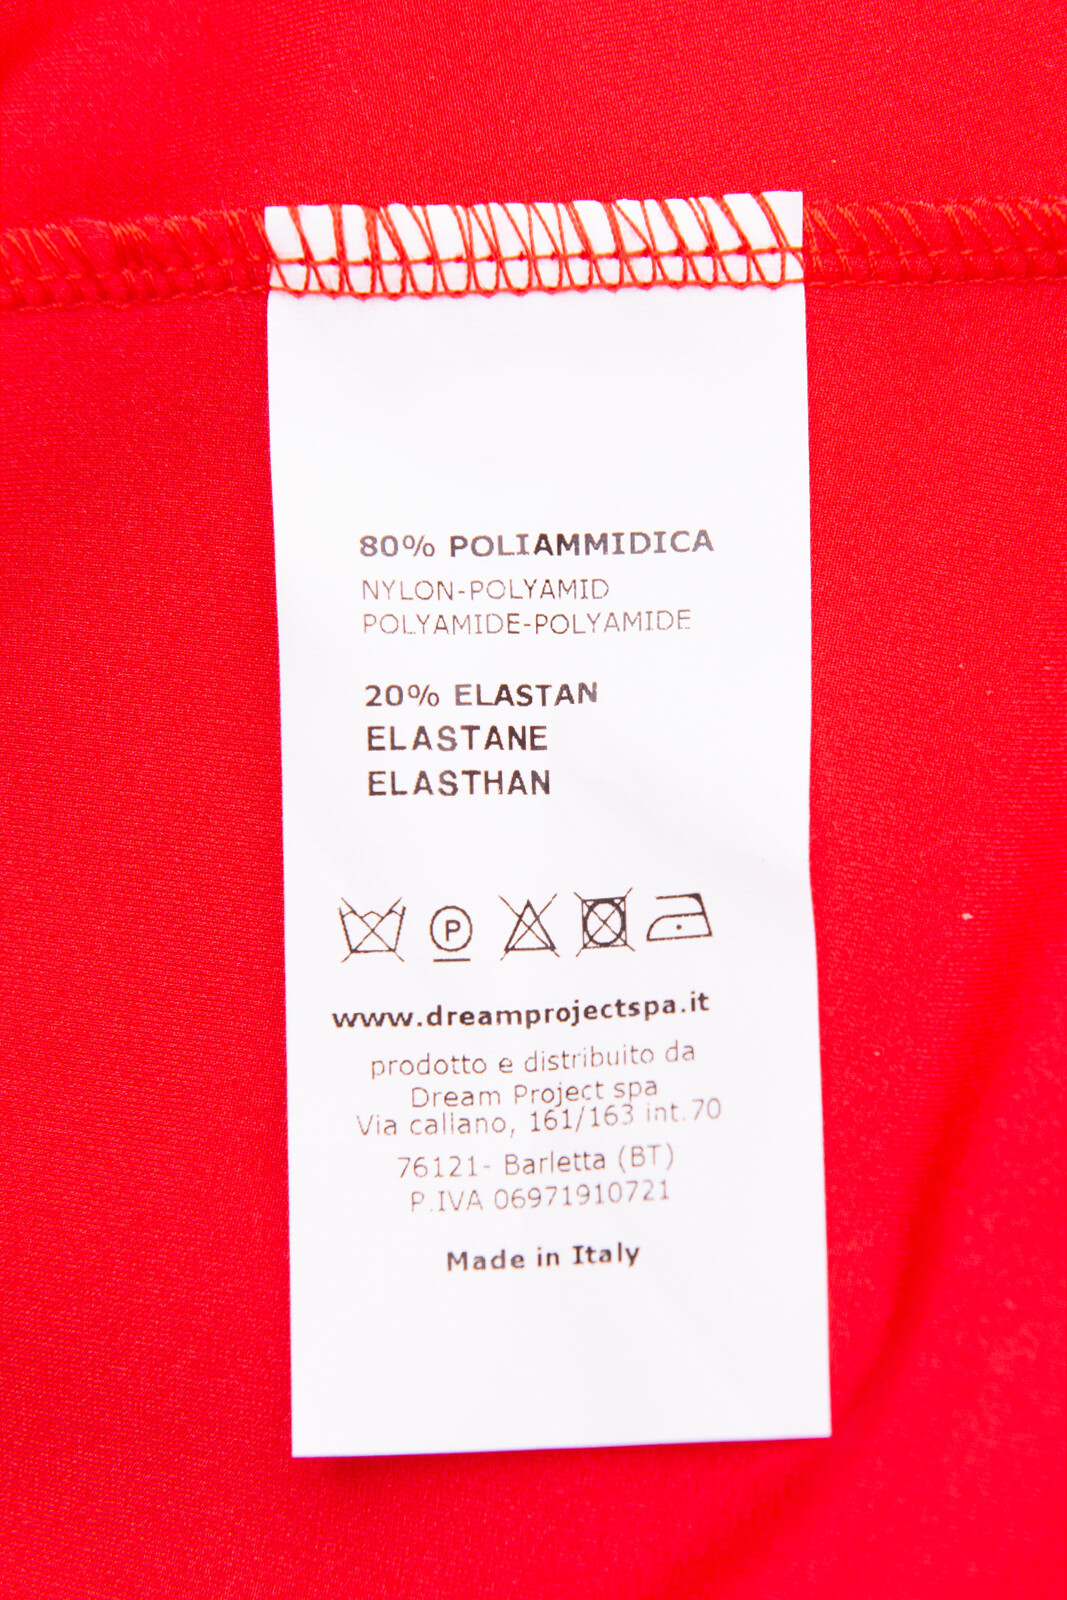 80% POLIAMMIDICA
NYLON-POLYAMID
POLYAMIDE-POLYAMIDE
20% ELASTAN
ELASTANE
ELASTHAN
P
www.dreamprojectspa.it
prodotto e distribuito da
Dream Project spa
Via caliano, 161/163 int.70
76121- Barletta (BT)
P.IVA 06971910721
Made in Italy